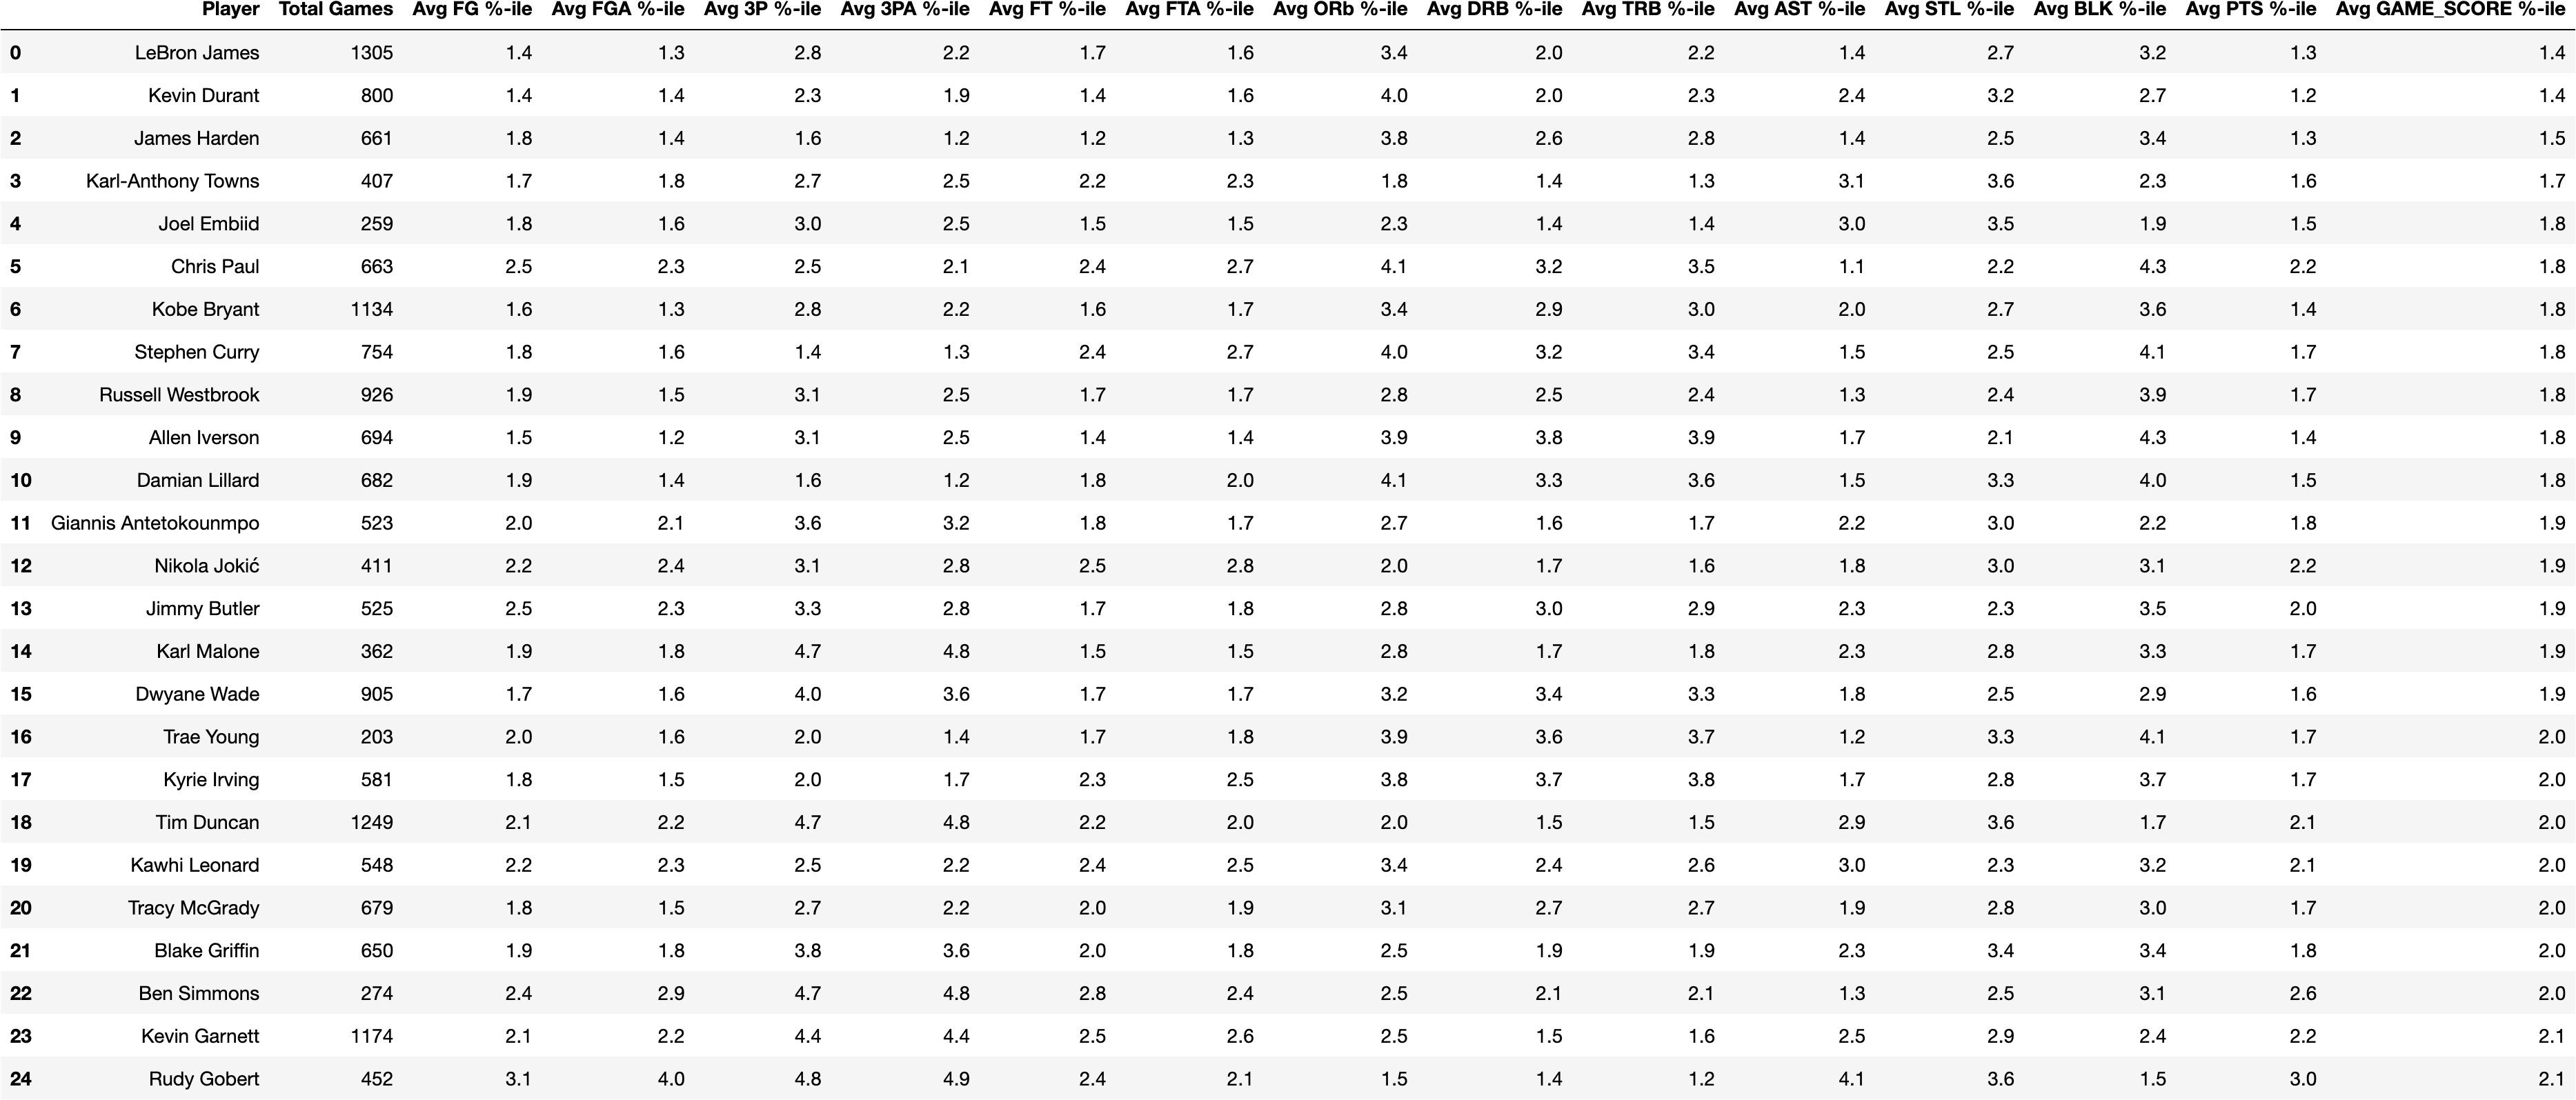 Player Total Games Avg FG %-ile Avg FGA %-ile Avg 3P %-ile Avg 3PA %-ile Avg FT %-ile Avg FTA %-ile Avg ORb %-ile Avg DRB %-ile Avg TRB %-ile Avg AST %-ile Avg STL %-ile Avg BLK %-ile Avg PTS %-ile Avg GAME_SCORE %-ile
0 LeBron James 1305 1.4 1.3 2.8 2.2 1.7 1.6 3.4 2.0 2.2 1.4 2.7 3.2 1.3 1.4
1 Kevin Durant 800 1.4 1.4 2.3 1.9 1.4 1.6 4.0 2.0 2.3 2.4 3.2 2.7 1.2 1.4
2 James Harden 661 1.8 1.4 1.6 1.2 1.2 1.3 3.8 2.6 2.8 1.4 2.5 3.4 1.3 1.5
3 Karl-Anthony Towns 407 1.7 1.8 2.7 2.5 2.2 2.3 1.8 1.4 1.3 3.1 3.6 2.3 1.6 1.7
4 Joel Embiid 259 1.8 1.6 3.0 2.5 1.5 1.5 2.3 1.4 1.4 3.0 3.5 1.9 1.5 1.8
5 Chris Paul 663 2.5 2.3 2.5 2.1 2.4 2.7 4.1 3.2 3.5 1.1 2.2 4.3 2.2 1.8
6 Kobe Bryant 1134 1.6 1.3 2.8 2.2 1.6 1.7 3.4 2.9 3.0 2.0 2.7 3.6 1.4 1.8
7 Stephen Curry 754 1.8 1.6 1.4 1.3 2.4 2.7 4.0 3.2 3.4 1.5 2.5 4.1 1.7 1.8
8 Russell Westbrook 926 1.9 1.5 3.1 2.5 1.7 1.7 2.8 2.5 2.4 1.3 2.4 3.9 1.7 1.8
9 Allen Iverson 694 1.5 1.2 3.1 2.5 1.4 1.4 3.9 3.8 3.9 1.7 2.1 4.3 1.4 1.8
10 Damian Lillard 682 1.9 1.4 1.6 1.2 1.8 2.0 4.1 3.3 3.6 1.5 3.3 4.0 1.5 1.8
11 Giannis Antetokounmpo 523 2.0 2.1 3.6 3.2 1.8 1.7 2.7 1.6 1.7 2.2 3.0 2.2 1.8 1.9
12 Nikola Jokić 411 2.2 2.4 3.1 2.8 2.5 2.8 2.0 1.7 1.6 1.8 3.0 3.1 2.2 1.9
13 Jimmy Butler 525 2.5 2.3 3.3 2.8 1.7 1.8 2.8 3.0 2.9 2.3 2.3 3.5 2.0 1.9
14 Karl Malone 362 1.9 1.8 4.7 4.8 1.5 1.5 2.8 1.7 1.8 2.3 2.8 3.3 1.7 1.9
15 Dwyane Wade 905 1.7 1.6 4.0 3.6 1.7 1.7 3.2 3.4 3.3 1.8 2.5 2.9 1.6 1.9
16 Trae Young 203 2.0 1.6 2.0 1.4 1.7 1.8 3.9 3.6 3.7 1.2 3.3 4.1 1.7 2.0
17 Kyrie Irving 581 1.8 1.5 2.0 1.7 2.3 2.5 3.8 3.7 3.8 1.7 2.8 3.7 1.7 2.0
18 Tim Duncan 1249 2.1 2.2 4.7 4.8 2.2 2.0 2.0 1.5 1.5 2.9 3.6 1.7 2.1 2.0
19 Kawhi Leonard 548 2.2 2.3 2.5 2.2 2.4 2.5 3.4 2.4 2.6 3.0 2.3 3.2 2.1 2.0
20 Tracy McGrady 679 1.8 1.5 2.7 2.2 2.0 1.9 3.1 2.7 2.7 1.9 2.8 3.0 1.7 2.0
21 Blake Griffin 650 1.9 1.8 3.8 3.6 2.0 1.8 2.5 1.9 1.9 2.3 3.4 3.4 1.8 2.0
22 Ben Simmons 274 2.4 2.9 4.7 4.8 2.8 2.4 2.5 2.1 2.1 1.3 2.5 3.1 2.6 2.0
23 Kevin Garnett 1174 2.1 2.2 4.4 4.4 2.5 2.6 2.5 1.5 1.6 2.5 2.9 2.4 2.2 2.1
24 Rudy Gobert 452 3.1 4.0 4.8 4.9 2.4 2.1 1.5 1.4 1.2 4.1 3.6 1.5 3.0 2.1